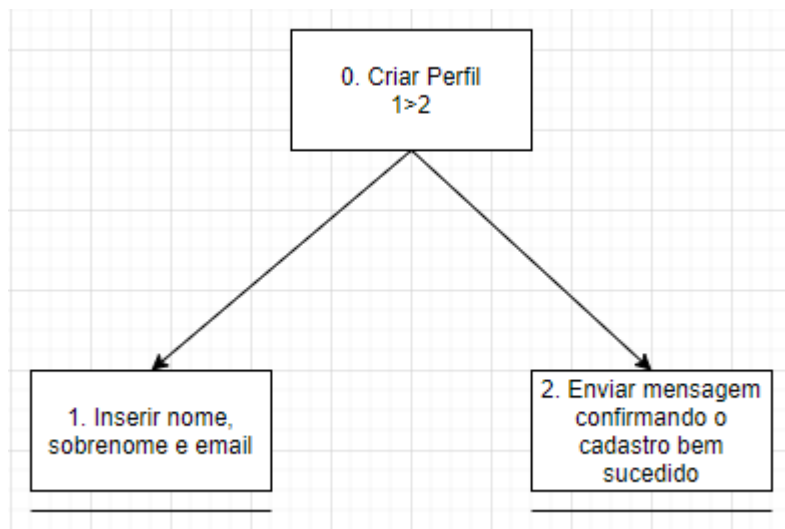 0. Criar Perfil
1>2
1. Inserir nome,
sobrenome e email
2. Enviar mensagem
confirmando o
cadastro bem
sucedido